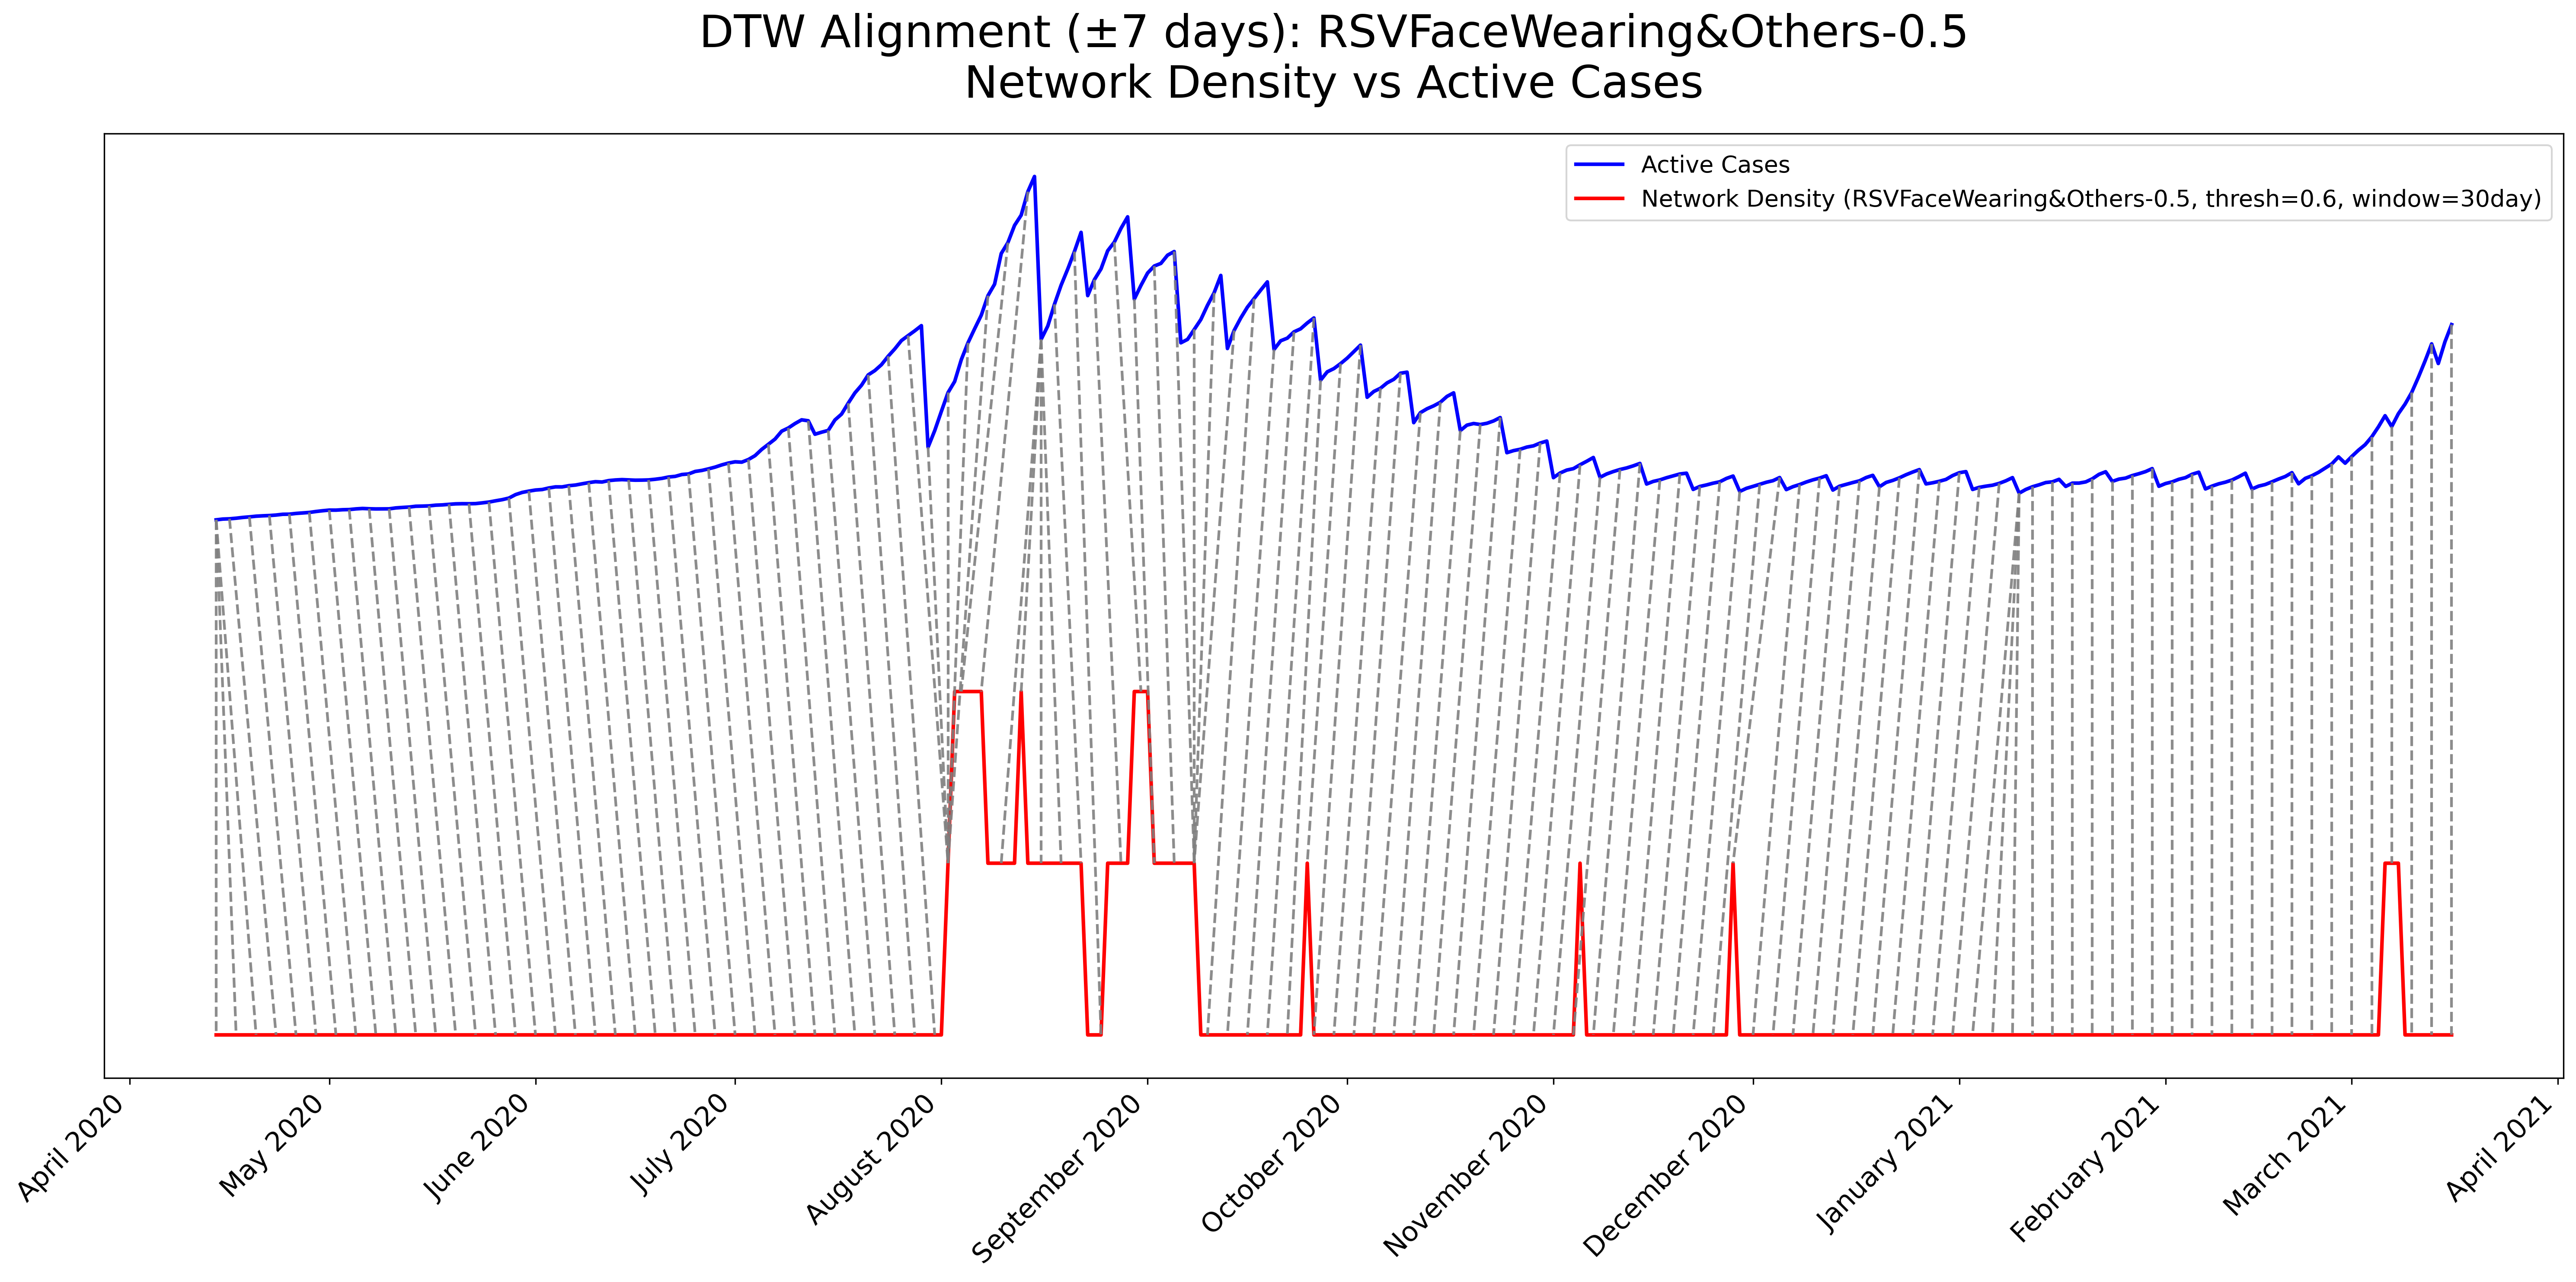 DTW Alignment (±7 days): RSVFaceWearing&Others-0.5
Network Density vs Active Cases
Active Cases
Network Density (RSVFaceWearing&Others-0.5, thresh=0.6, window=30day)
April 2020
May 2020
June 2020
July 2020
August 2020
September 2020
October 2020
November 2020
December 2020
January 2021
February 2021
March 2021
April 2021